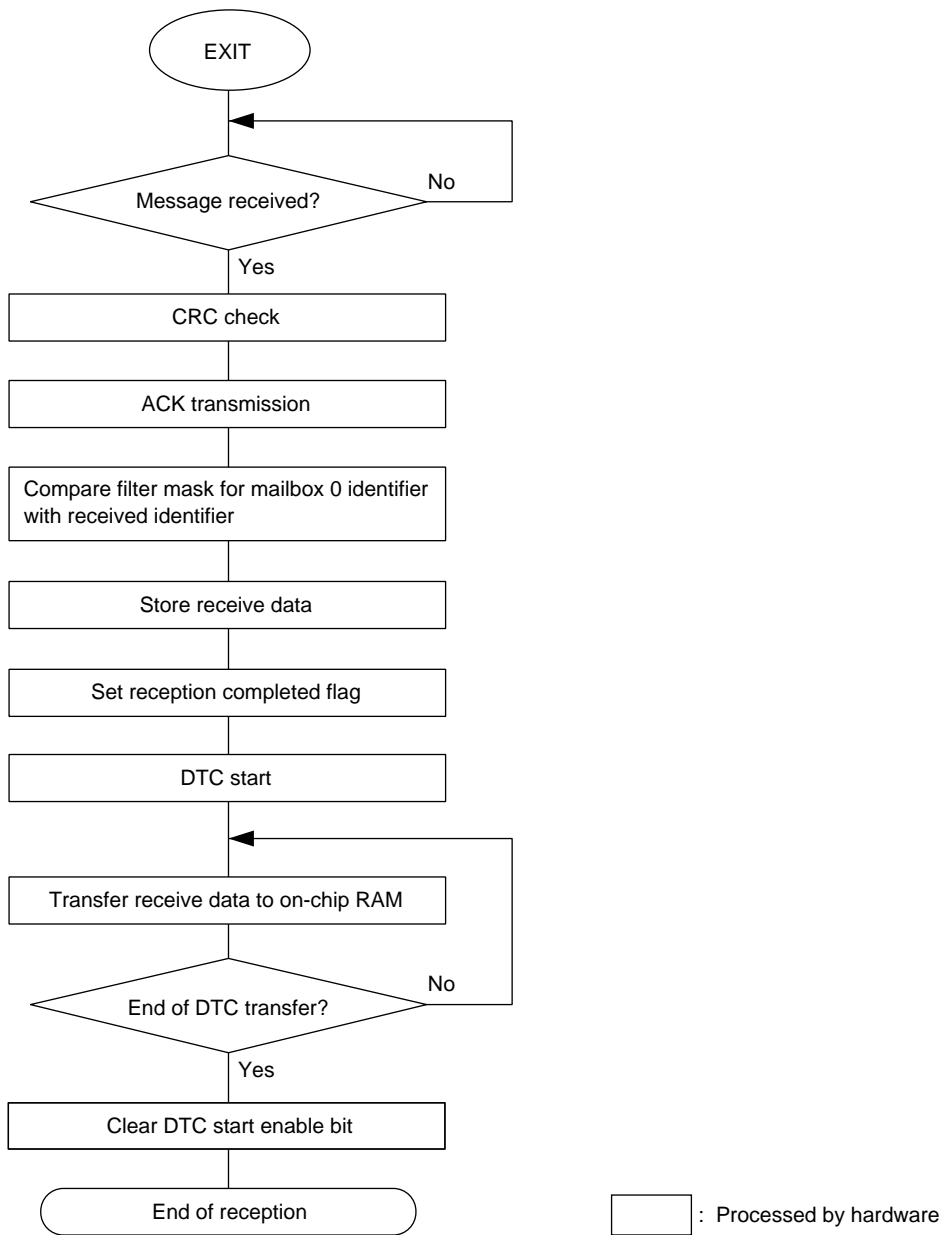 EXIT
Message received?
No
Yes
CRC check
ACK transmission
Compare filter mask for mailbox 0 identifier
with received identifier
Store receive data
Set reception completed flag
DTC start
Transfer receive data to on-chip RAM
End of DTC transfer?
No
Yes
Clear DTC start enable bit
End of reception
: Processed by hardware